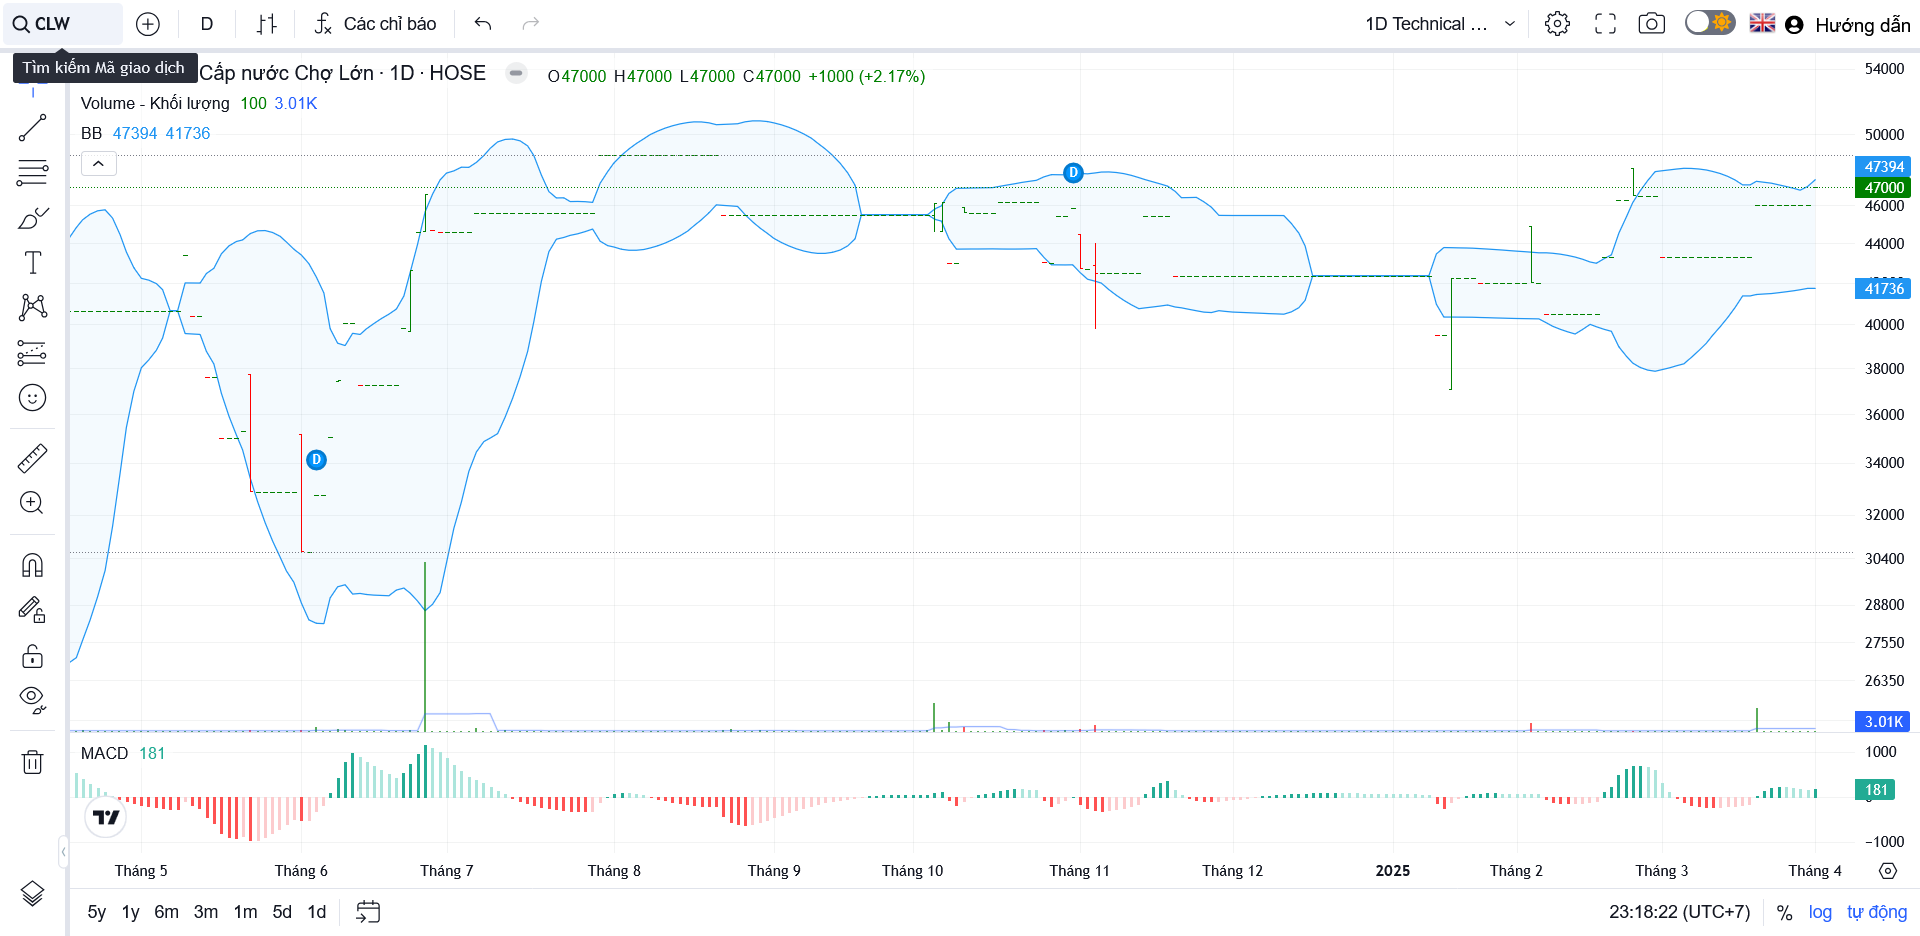 CLW
D
Các chỉ báo
1D Technical ...
Hướng dẫn
Tìm kiếm Mã giao dịch
Cấp nước Chợ Lớn · 1D · HOSE
O47000 H47000 L47000 C47000 +1000 (+2.17%)
Volume - Khối lượng 100 3.01K
BB 47394 41736
D
D
54000
50000
47394
47000
46000
44000
41736
40000
38000
36000
34000
32000
30400
28800
27550
26350
3.01K
MACD 181
1000
181
−1000
Tháng 5 Tháng 6 Tháng 7 Tháng 8 Tháng 9 Tháng 10 Tháng 11 Tháng 12 2025 Tháng 2 Tháng 3 Tháng 4
5y 1y 6m 3m 1m 5d 1d
23:18:22 (UTC+7) % log tự động